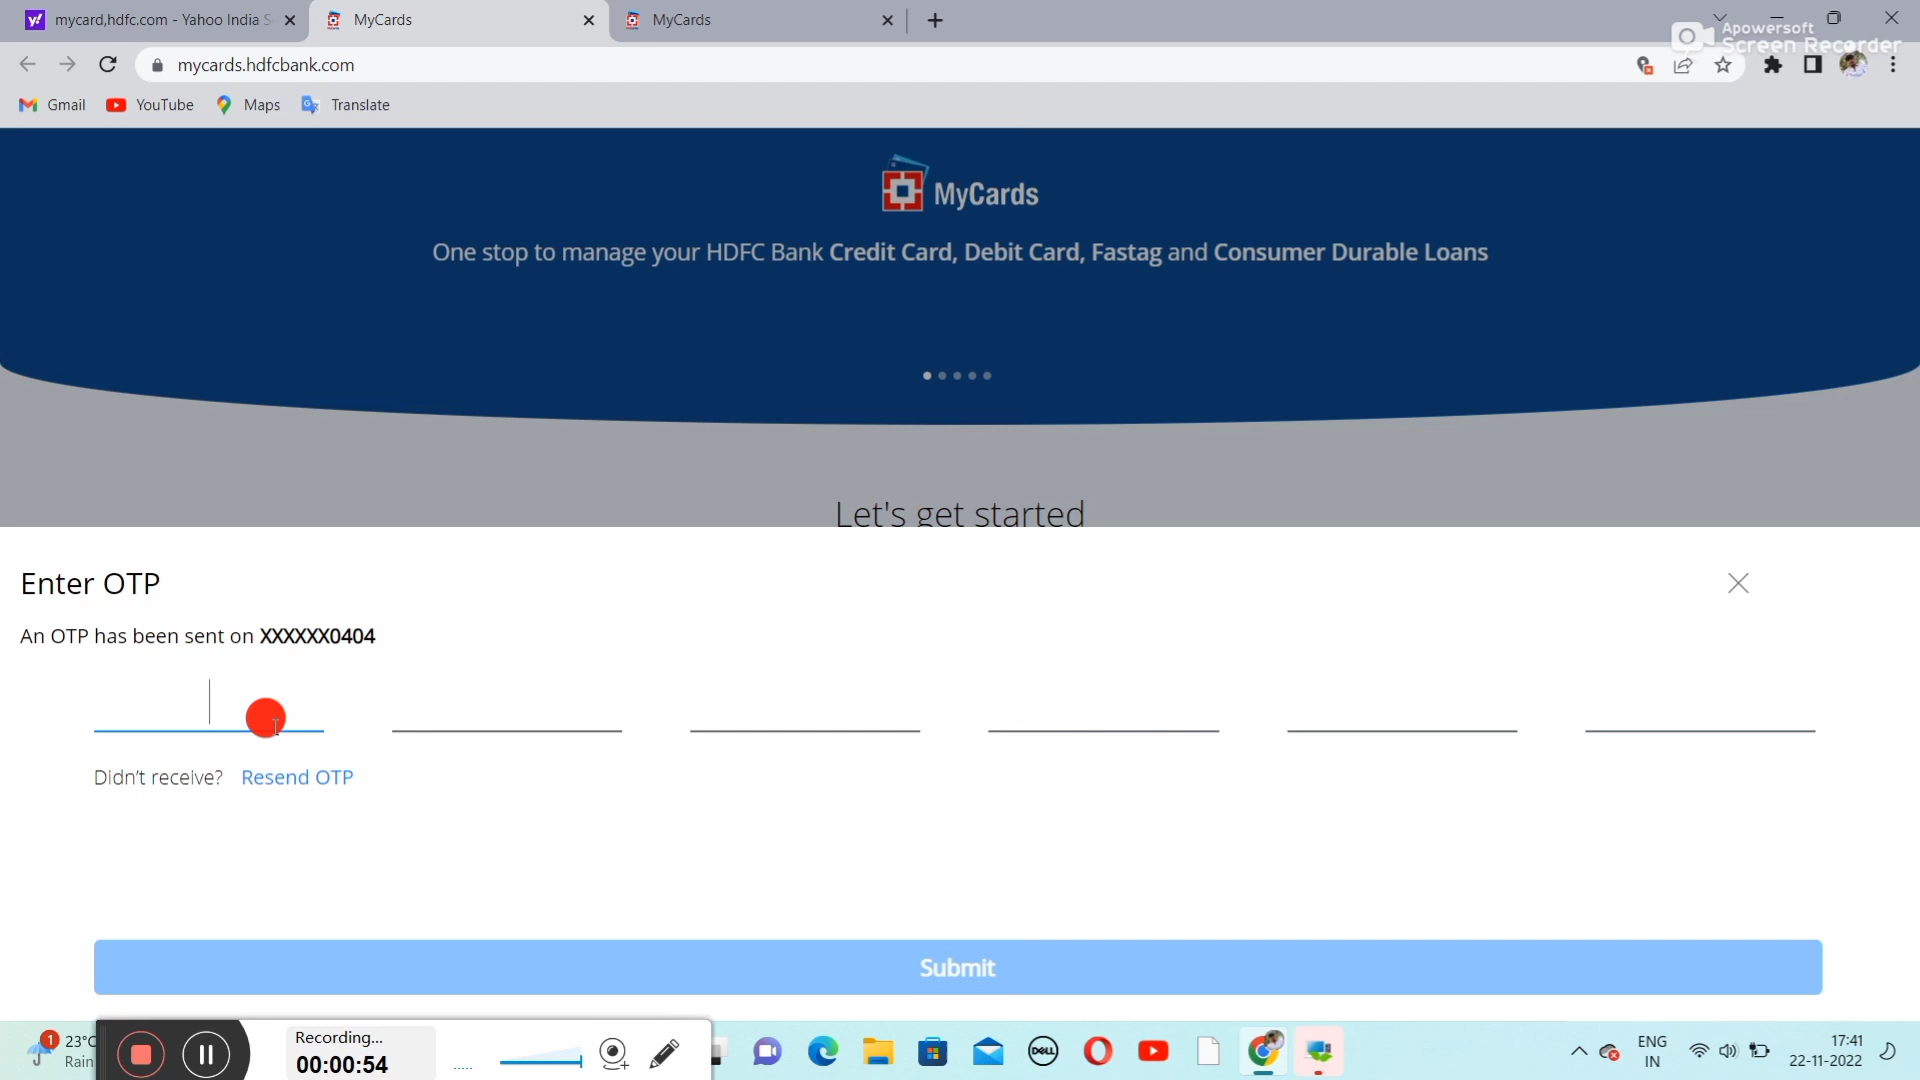 mycard,hdfc.com - Yahoo India S
MyCards
MyCards
Apowersoft
Screen Recorder
mycards.hdfcbank.com
Gmail
YouTube
Maps
Translate
MyCards
One stop to manage your HDFC Bank Credit Card, Debit Card, Fastag and Consumer Durable Loans
Let's get started
Enter OTP
An OTP has been sent on XXXXXX0404
Didn't receive? Resend OTP
Submit
1
23°C
Rain
Recording...
00:00:54
DELL
ENG
IN
17:41
22-11-2022